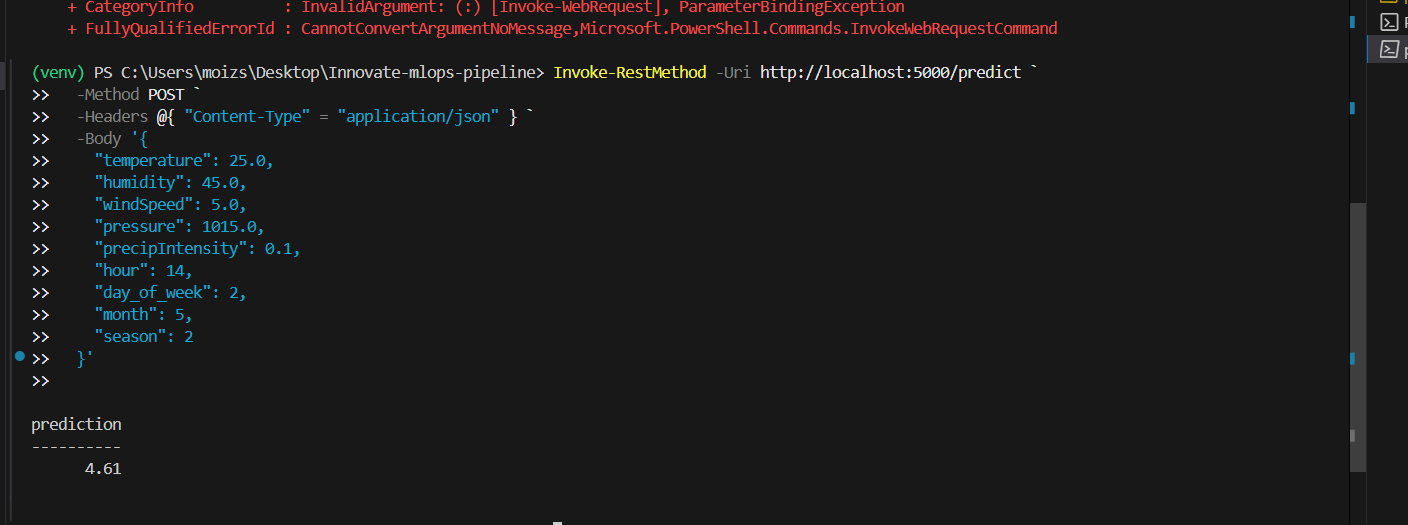 + CategoryInfo          : InvalidArgument: (:) [Invoke-WebRequest], ParameterBindingException
+ FullyQualifiedErrorId : CannotConvertArgumentNoMessage,Microsoft.PowerShell.Commands.InvokeWebRequestCommand
(venv) PS C:\Users\moizs\Desktop\Innovate-mlops-pipeline> Invoke-RestMethod -Uri http://localhost:5000/predict `
>>   -Method POST `
>>   -Headers @{ "Content-Type" = "application/json" } `
>>   -Body '{
>>     "temperature": 25.0,
>>     "humidity": 45.0,
>>     "windSpeed": 5.0,
>>     "pressure": 1015.0,
>>     "precipIntensity": 0.1,
>>     "hour": 14,
>>     "day_of_week": 2,
>>     "month": 5,
>>     "season": 2
>>   }'
>>
prediction
----------
4.61